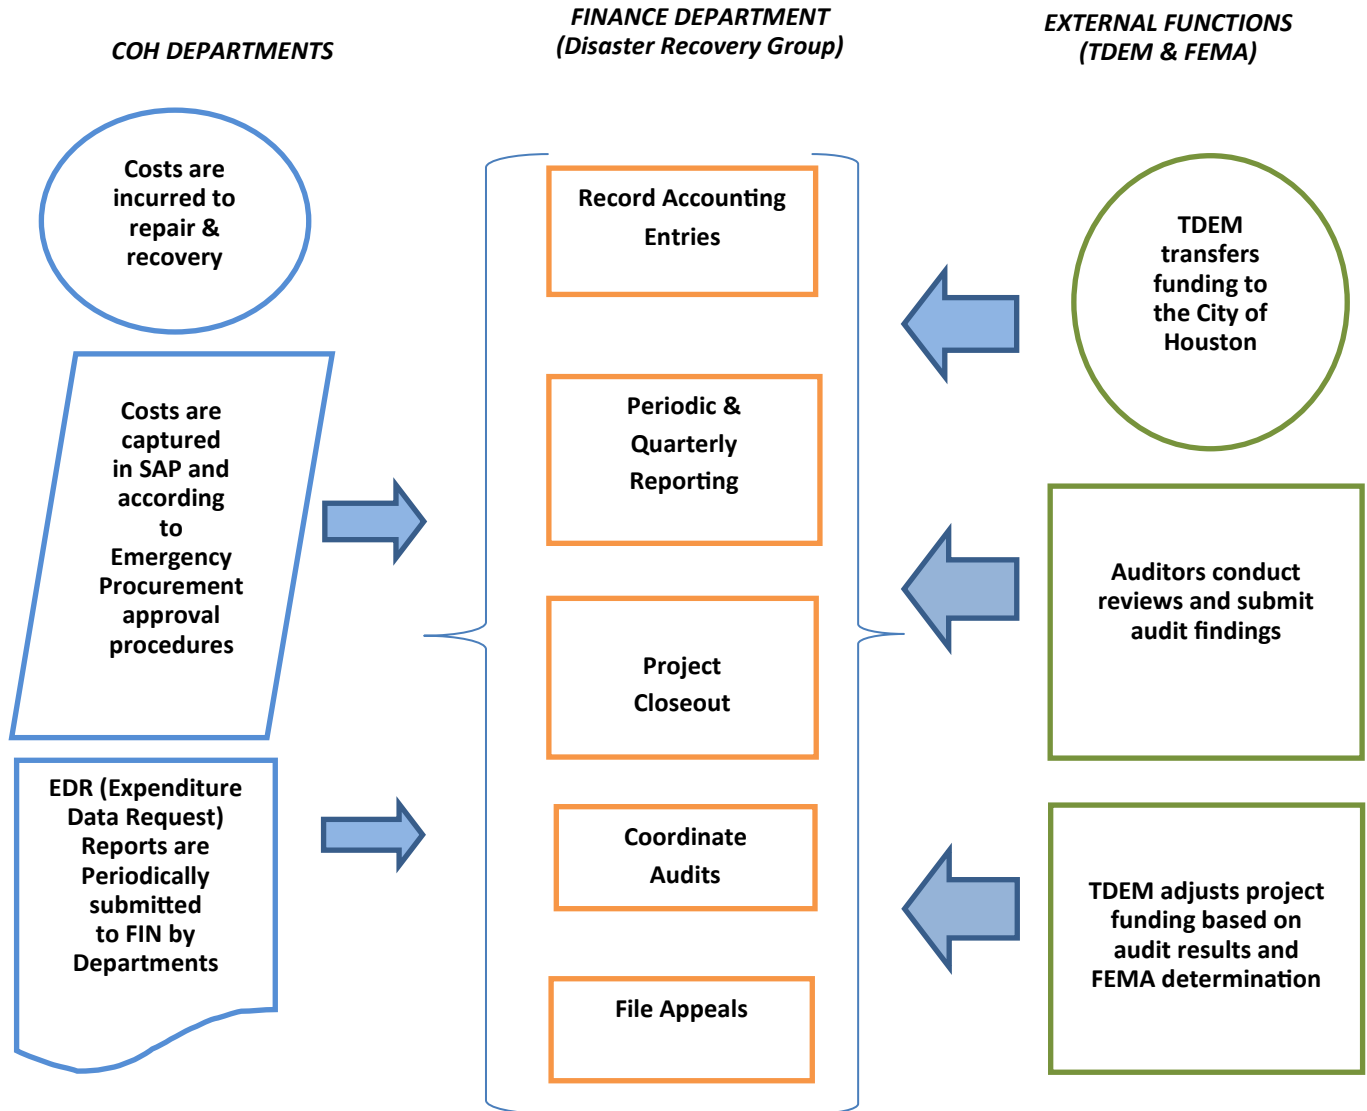 COH DEPARTMENTS
FINANCE DEPARTMENT
(Disaster Recovery Group)
EXTERNAL FUNCTIONS
(TDEM & FEMA)
Costs are
incurred to
repair &
recovery
Costs are
captured
in SAP and
according
to
Emergency
Procurement
approval
procedures
EDR (Expenditure
Data Request)
Reports are
Periodically
submitted
to FIN by
Departments
Record Accounting
Entries
Periodic &
Quarterly
Reporting
Project
Closeout
Coordinate
Audits
File Appeals
TDEM
transfers
funding to
the City of
Houston
Auditors conduct
reviews and submit
audit findings
TDEM adjusts project
funding based on
audit results and
FEMA determination